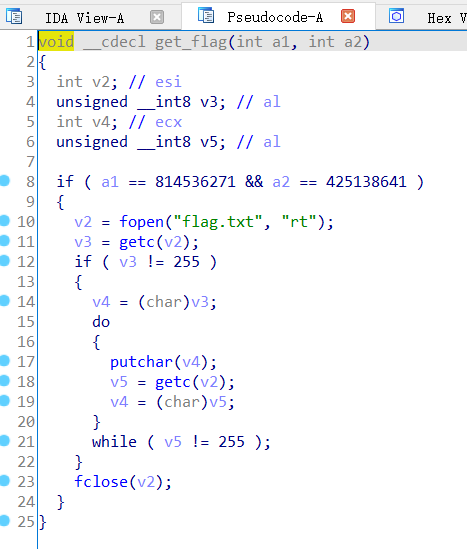 IDA View-A Pseudocode-A Hex V
1 void __cdecl get_flag(int a1, int a2)
2 {
3 int v2; // esi
4 unsigned __int8 v3; // al
5 int v4; // ecx
6 unsigned __int8 v5; // al
7
8 if ( a1 == 814536271 && a2 == 425138641 )
9 {
10 v2 = fopen("flag.txt", "rt");
11 v3 = getc(v2);
12 if ( v3 != 255 )
13 {
14 v4 = (char)v3;
15 do
16 {
17 putchar(v4);
18 v5 = getc(v2);
19 v4 = (char)v5;
20 }
21 while ( v5 != 255 );
22 }
23 fclose(v2);
24 }
25 }